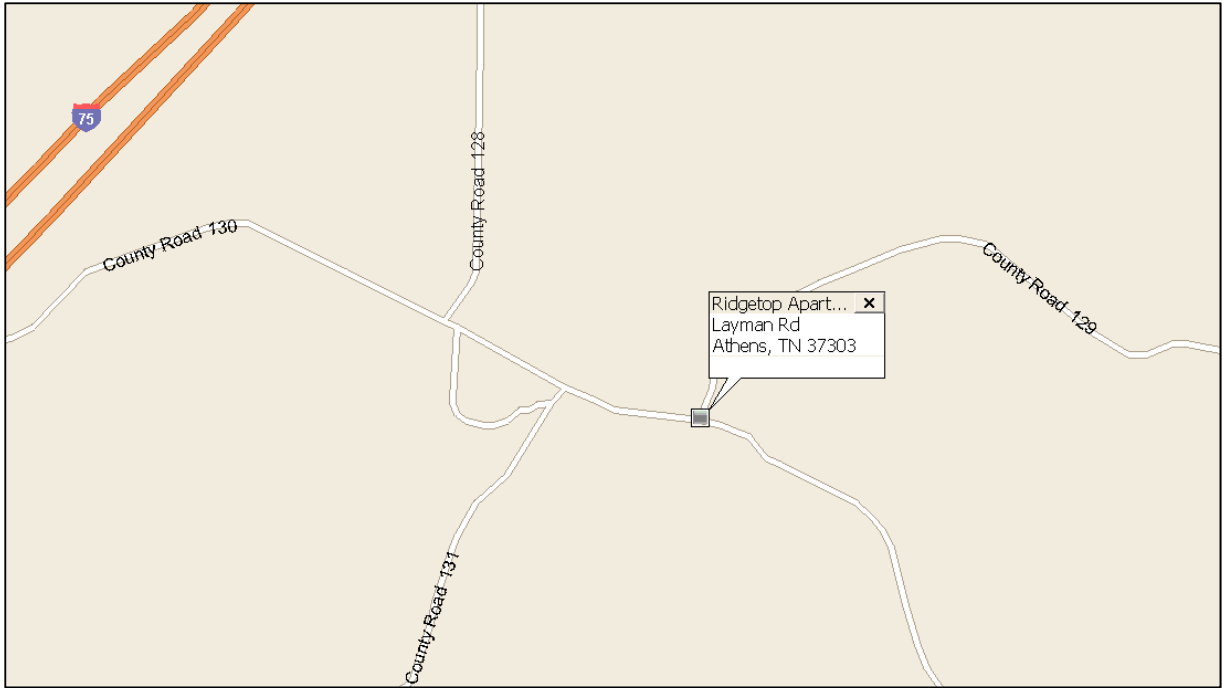 75
County Road 128
County Road 130
County Road 129
Ridgetop Apart...
Layman Rd
Athens, TN 37303
County Road 131